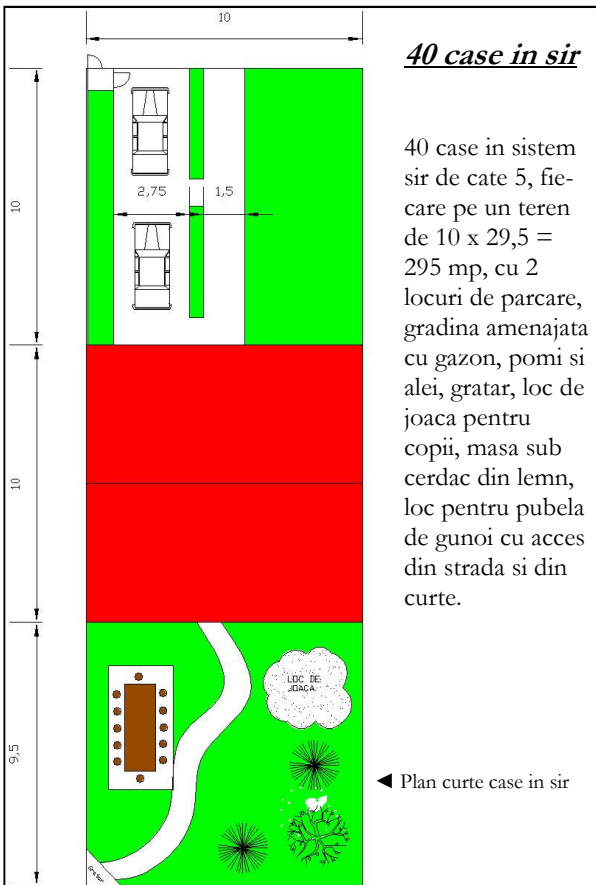 10
40 case in sir
40 case in sistem
sir de cate 5, fie-
care pe un teren
de 10 x 29,5 =
295 mp, cu 2
locuri de parcare,
gradina amenajata
cu gazon, pomi si
alei, gratar, loc de
joaca pentru
copii, masa sub
cerdac din lemn,
loc pentru pubela
de gunoi cu acces
din strada si din
curte.
10
2,75
1,5
10
9,5
LOC DE
JOACA
◄ Plan curte case in sir
Gratar